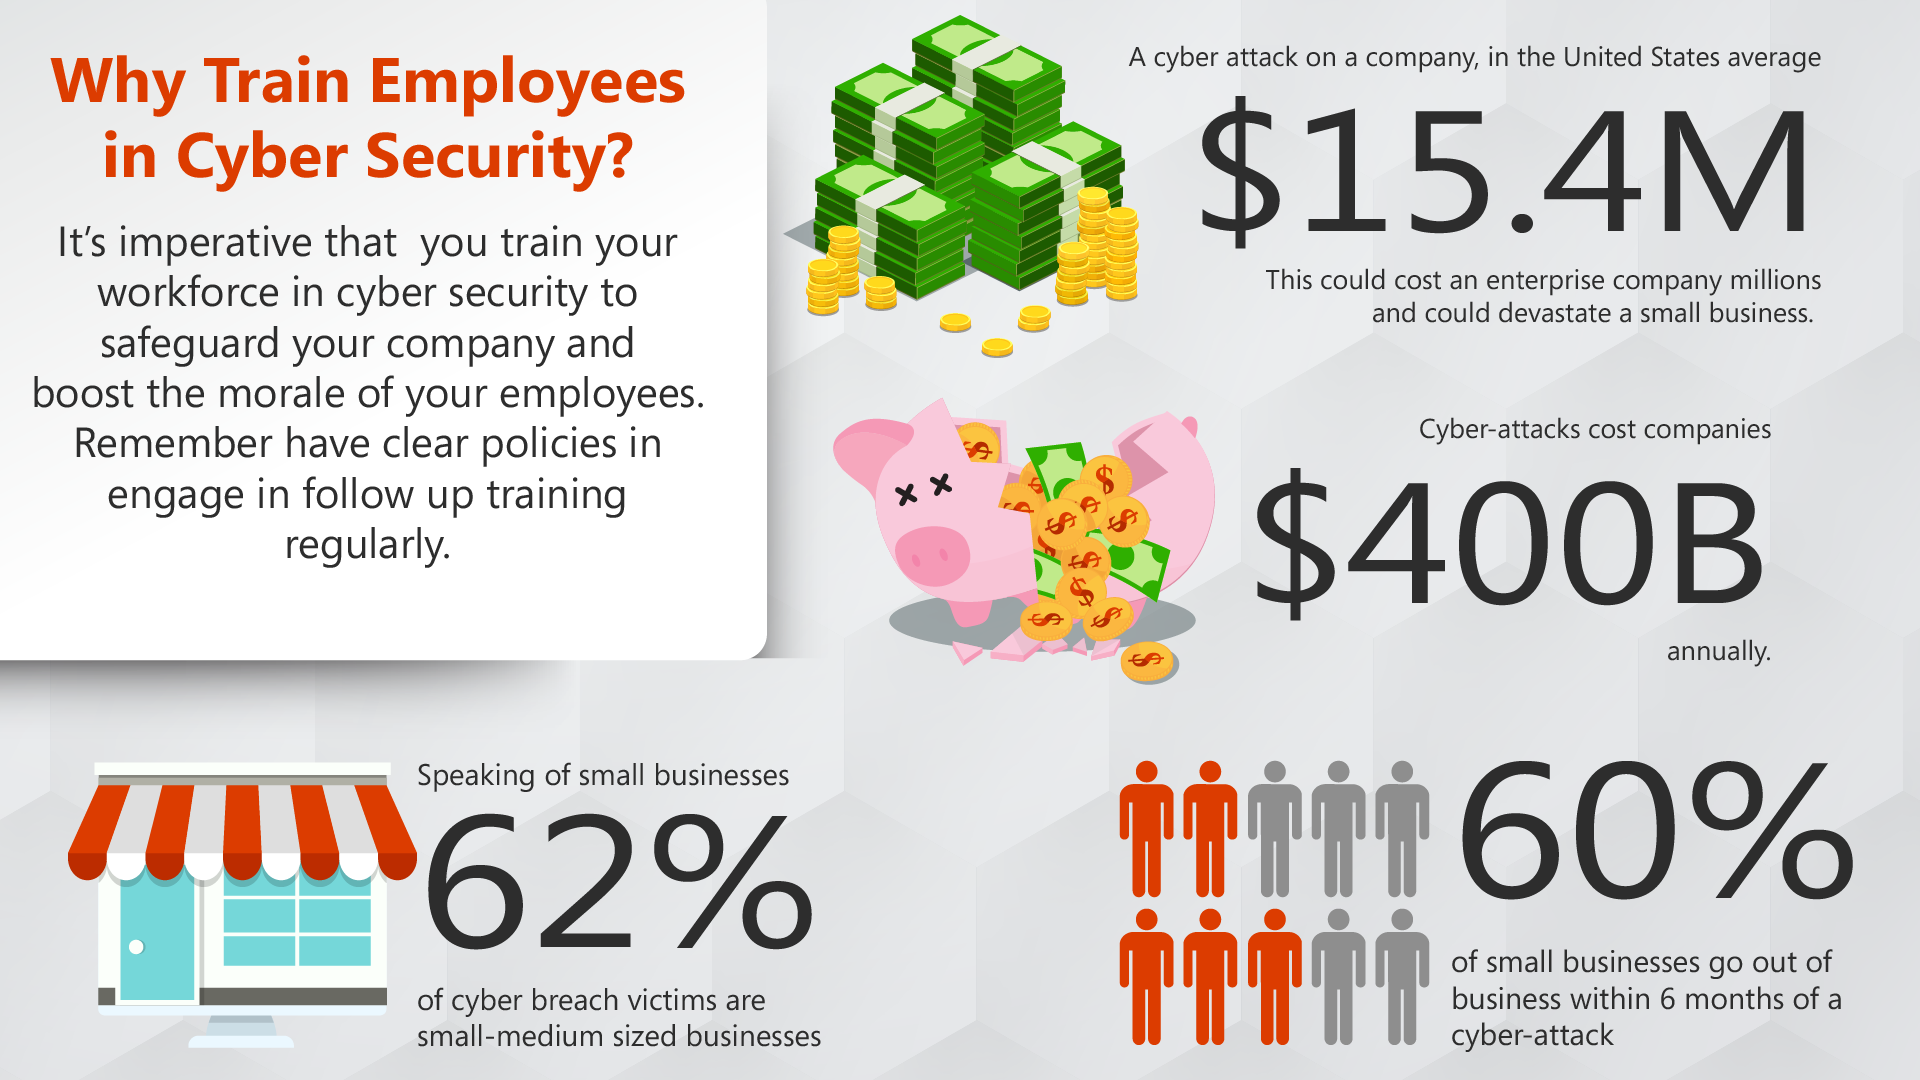 Why Train Employees
in Cyber Security?
It's imperative that  you train your
workforce in cyber security to
safeguard your company and
boost the morale of your employees.
Remember have clear policies in
engage in follow up training
regularly.
A cyber attack on a company, in the United States average
$15.4M
This could cost an enterprise company millions
and could devastate a small business.
Cyber-attacks cost companies
$400B
annually.
Speaking of small businesses
62%
of cyber breach victims are
small-medium sized businesses
60%
of small businesses go out of
business within 6 months of a
cyber-attack